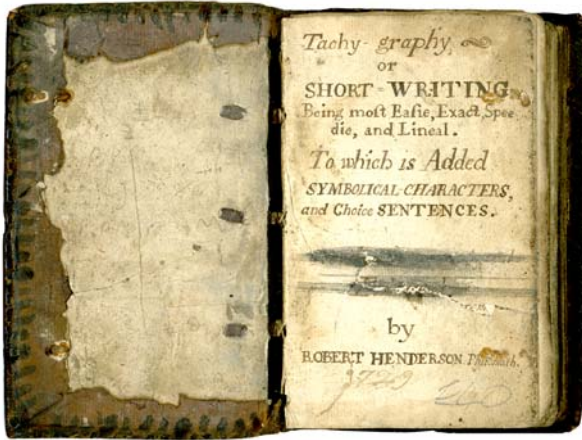 Tachy-graphy,
or
SHORT-WRITING
Being moſt Eaſie, Exact, Spee
die, and Lineal.
To which is Added
SYMBOLICAL-CHARACTERS,
and Choice SENTENCES.
by
ROBERT HENDERSON
3729